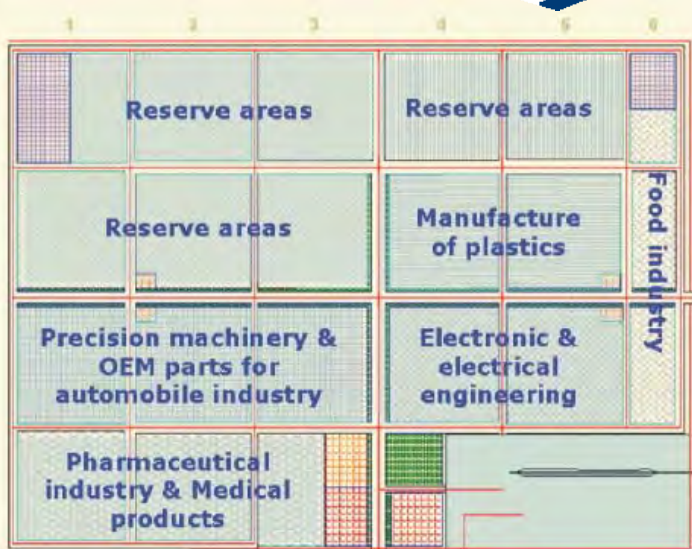 1 2 3 4 5 6
Reserve areas
Reserve areas
Reserve areas
Manufacture
of plastics
Food industry
Precision machinery &
OEM parts for
automobile industry
Electronic &
electrical
engineering
Pharmaceutical
industry & Medical
products